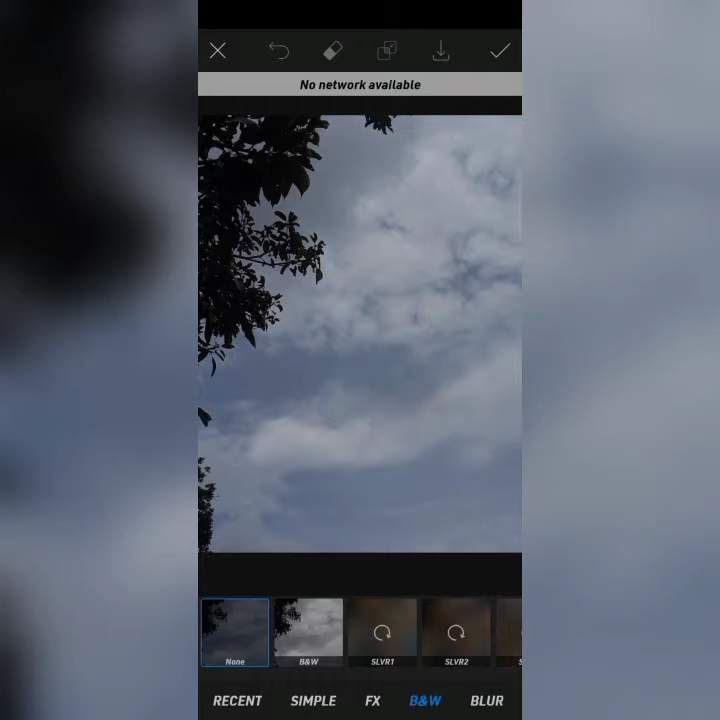 No network available
None B&W SLVR1 SLVR2
RECENT SIMPLE FX B&W BLUR